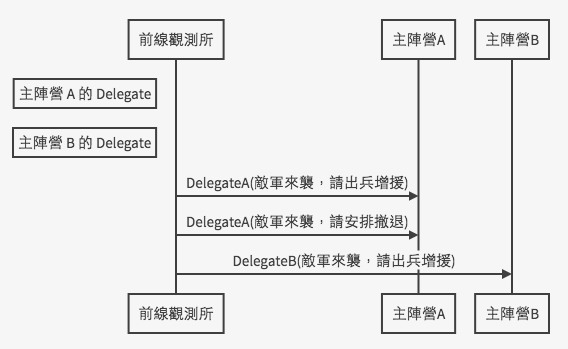 前線觀測所
主陣營A
主陣營B
主陣營 A 的 Delegate
主陣營 B 的 Delegate
DelegateA(敵軍來襲，請出兵增援)
DelegateA(敵軍來襲，請安排撤退)
DelegateB(敵軍來襲，請出兵增援)
前線觀測所
主陣營A
主陣營B